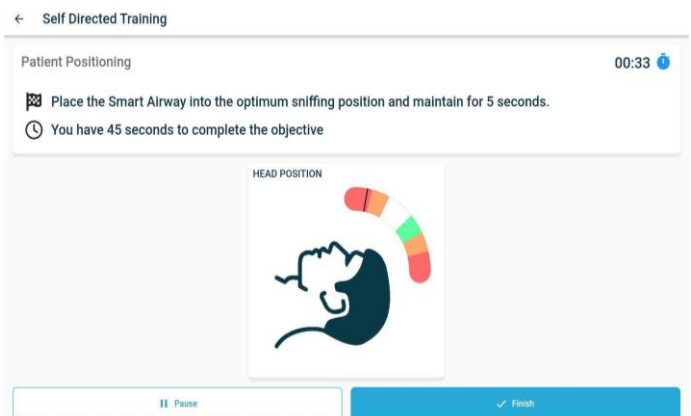 Self Directed Training
Patient Positioning
00:33
Place the Smart Airway into the optimum sniffing position and maintain for 5 seconds.
You have 45 seconds to complete the objective
HEAD POSITION
Pause
Finish